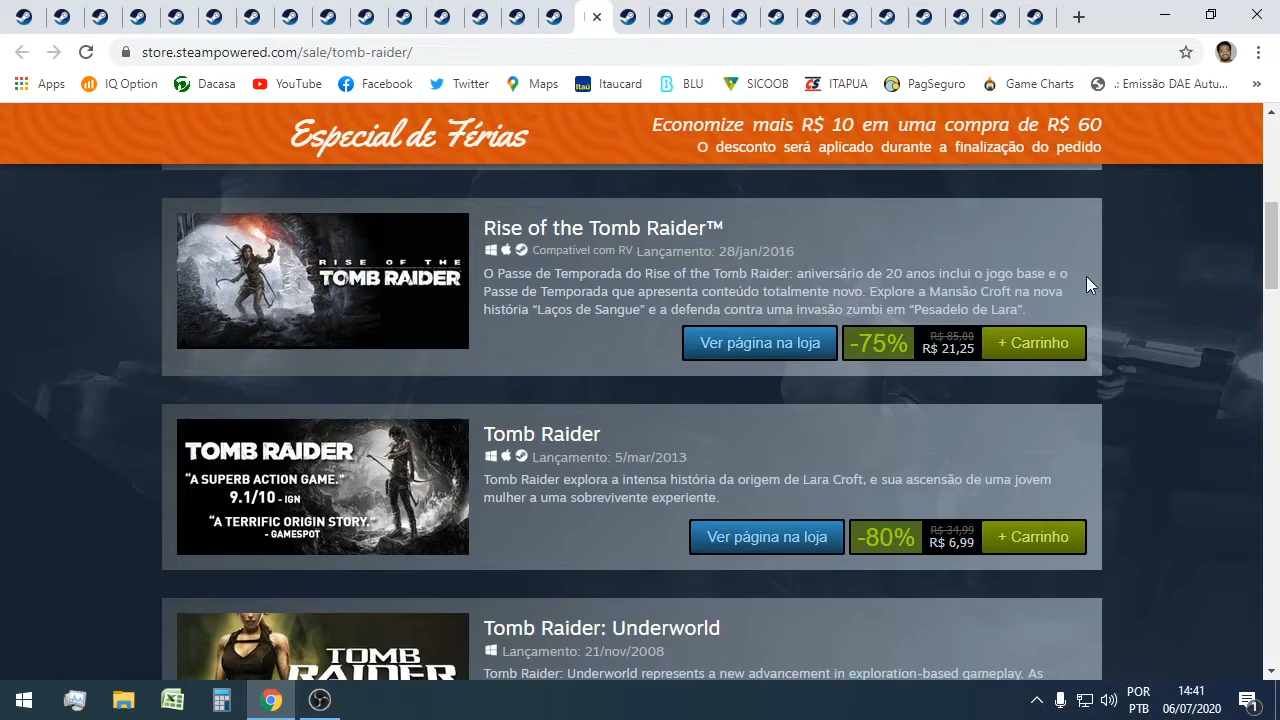 store.steampowered.com/sale/tomb-raider/
Apps IQ Option Dacasa YouTube Facebook Twitter Maps Itaú Itaucard BLU SICOOB ITAPUA PagSeguro Game Charts .: Emissão DAE Autu... »
Especial de Férias
Economize mais R$ 10 em uma compra de R$ 60
O desconto será aplicado durante a finalização do pedido
RISE OF THE
TOMB RAIDER
Rise of the Tomb Raider™
Compatível com RV Lançamento: 28/jan/2016
O Passe de Temporada do Rise of the Tomb Raider: aniversário de 20 anos inclui o jogo base e o
Passe de Temporada que apresenta conteúdo totalmente novo. Explore a Mansão Croft na nova
história “Laços de Sangue” e a defenda contra uma invasão zumbi em “Pesadelo de Lara”.
Ver página na loja -75% R$ 85,00 R$ 21,25 + Carrinho
TOMB RAIDER
“A SUPERB ACTION GAME.”
9.1/10 - IGN
“A TERRIFIC ORIGIN STORY.”
- GAMESPOT
Tomb Raider
Lançamento: 5/mar/2013
Tomb Raider explora a intensa história da origem de Lara Croft, e sua ascensão de uma jovem
mulher a uma sobrevivente experiente.
Ver página na loja -80% R$ 34,99 R$ 6,99 + Carrinho
TOMB
RAIDER
Tomb Raider: Underworld
Lançamento: 21/nov/2008
Tomb Raider: Underworld represents a new advancement in exploration-based gameplay. As
POR 14:41
PTB 06/07/2020 1